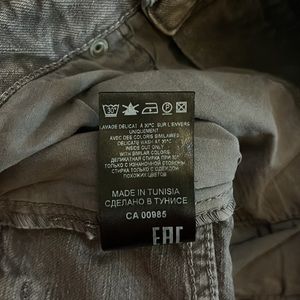 30
LAVAGE DELICAT A 30°C SUR L'ENVERS
UNIQUEMENT
AVEC DES COLORIS SIMILAIRES
DELICATE WASH AT 30°C
INSIDE OUT ONLY
WITH SIMILAR COLORS
ДЕЛИКАТНАЯ СТИРКА ПРИ 30°
ТОЛЬКО С ИЗНАНОЧНОЙ СТОРОНЫ
ТОЛЬКО С ОДЕЖДОЙ
ПОХОЖИХ ЦВЕТОВ
MADE IN TUNISIA
СДЕЛАНО В ТУНИСЕ
CA 00985
EAC